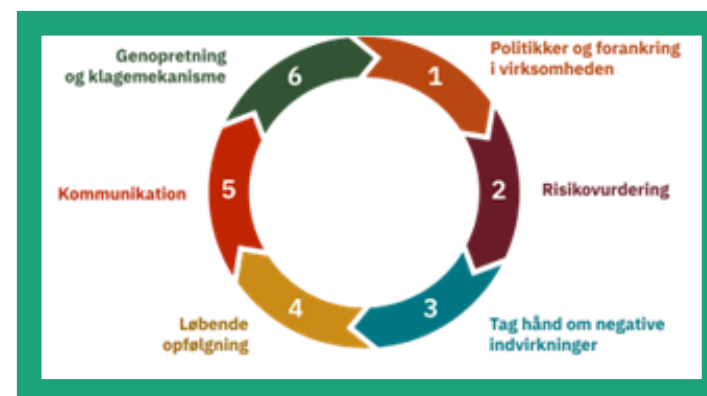 1
Politikker og forankring
i virksomheden
2
Risikovurdering
3
Tag hånd om negative
indvirkninger
4
Løbende
opfølgning
5
Kommunikation
6
Genopretning
og klagemekanisme